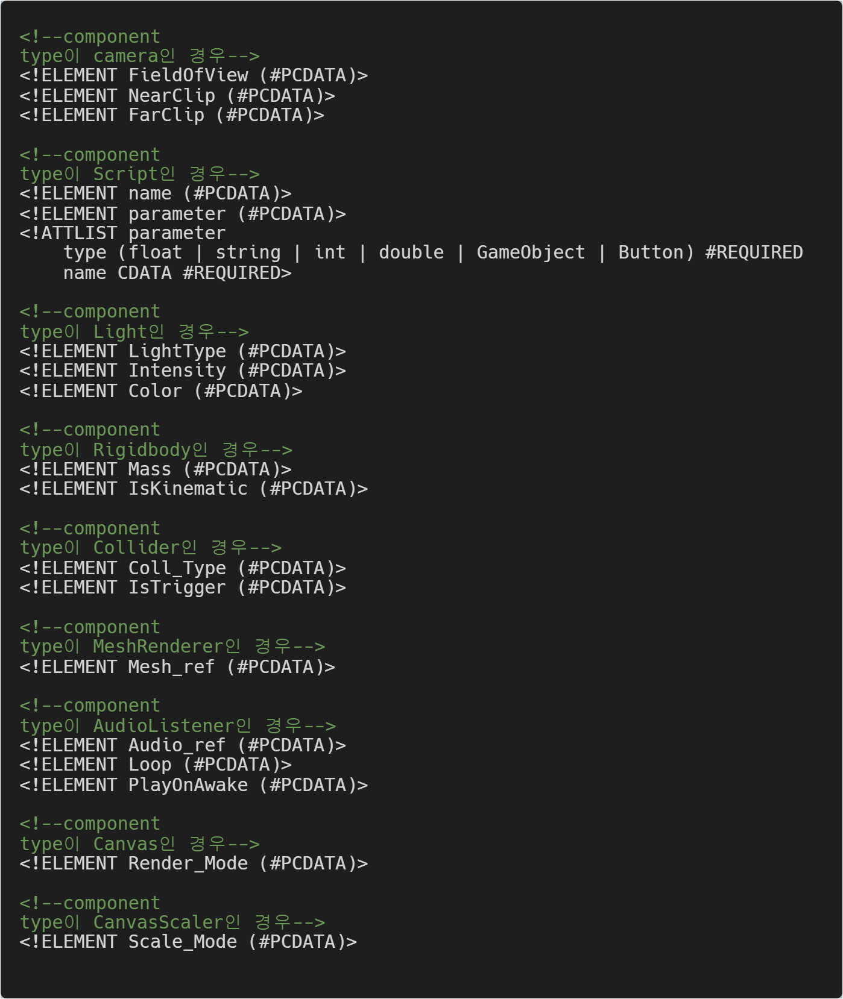 <!--component
type이 camera인 경우-->
<!ELEMENT FieldOfView (#PCDATA)>
<!ELEMENT NearClip (#PCDATA)>
<!ELEMENT FarClip (#PCDATA)>
<!--component
type이 Script인 경우-->
<!ELEMENT name (#PCDATA)>
<!ELEMENT parameter (#PCDATA)>
<!ATTLIST parameter
    type (float | string | int | double | GameObject | Button) #REQUIRED
    name CDATA #REQUIRED>
<!--component
type이 Light인 경우-->
<!ELEMENT LightType (#PCDATA)>
<!ELEMENT Intensity (#PCDATA)>
<!ELEMENT Color (#PCDATA)>
<!--component
type이 Rigidbody인 경우-->
<!ELEMENT Mass (#PCDATA)>
<!ELEMENT IsKinematic (#PCDATA)>
<!--component
type이 Collider인 경우-->
<!ELEMENT Coll_Type (#PCDATA)>
<!ELEMENT IsTrigger (#PCDATA)>
<!--component
type이 MeshRenderer인 경우-->
<!ELEMENT Mesh_ref (#PCDATA)>
<!--component
type이 AudioListener인 경우-->
<!ELEMENT Audio_ref (#PCDATA)>
<!ELEMENT Loop (#PCDATA)>
<!ELEMENT PlayOnAwake (#PCDATA)>
<!--component
type이 Canvas인 경우-->
<!ELEMENT Render_Mode (#PCDATA)>
<!--component
type이 CanvasScaler인 경우-->
<!ELEMENT Scale_Mode (#PCDATA)>